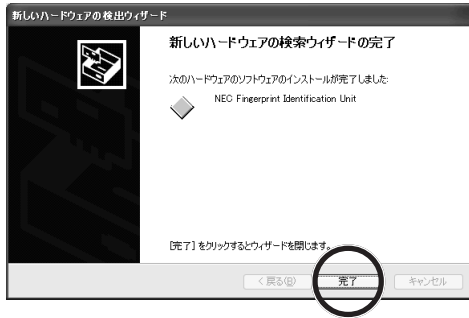 新しいハードウェアの検出ウィザード
新しいハードウェアの検索ウィザードの完了
次のハードウェアのソフトウェアのインストールが完了しました:
NEC Fingerprint Identification Unit
[完了] をクリックするとウィザードを閉じます。
< 戻る(B)
完了
キャンセル